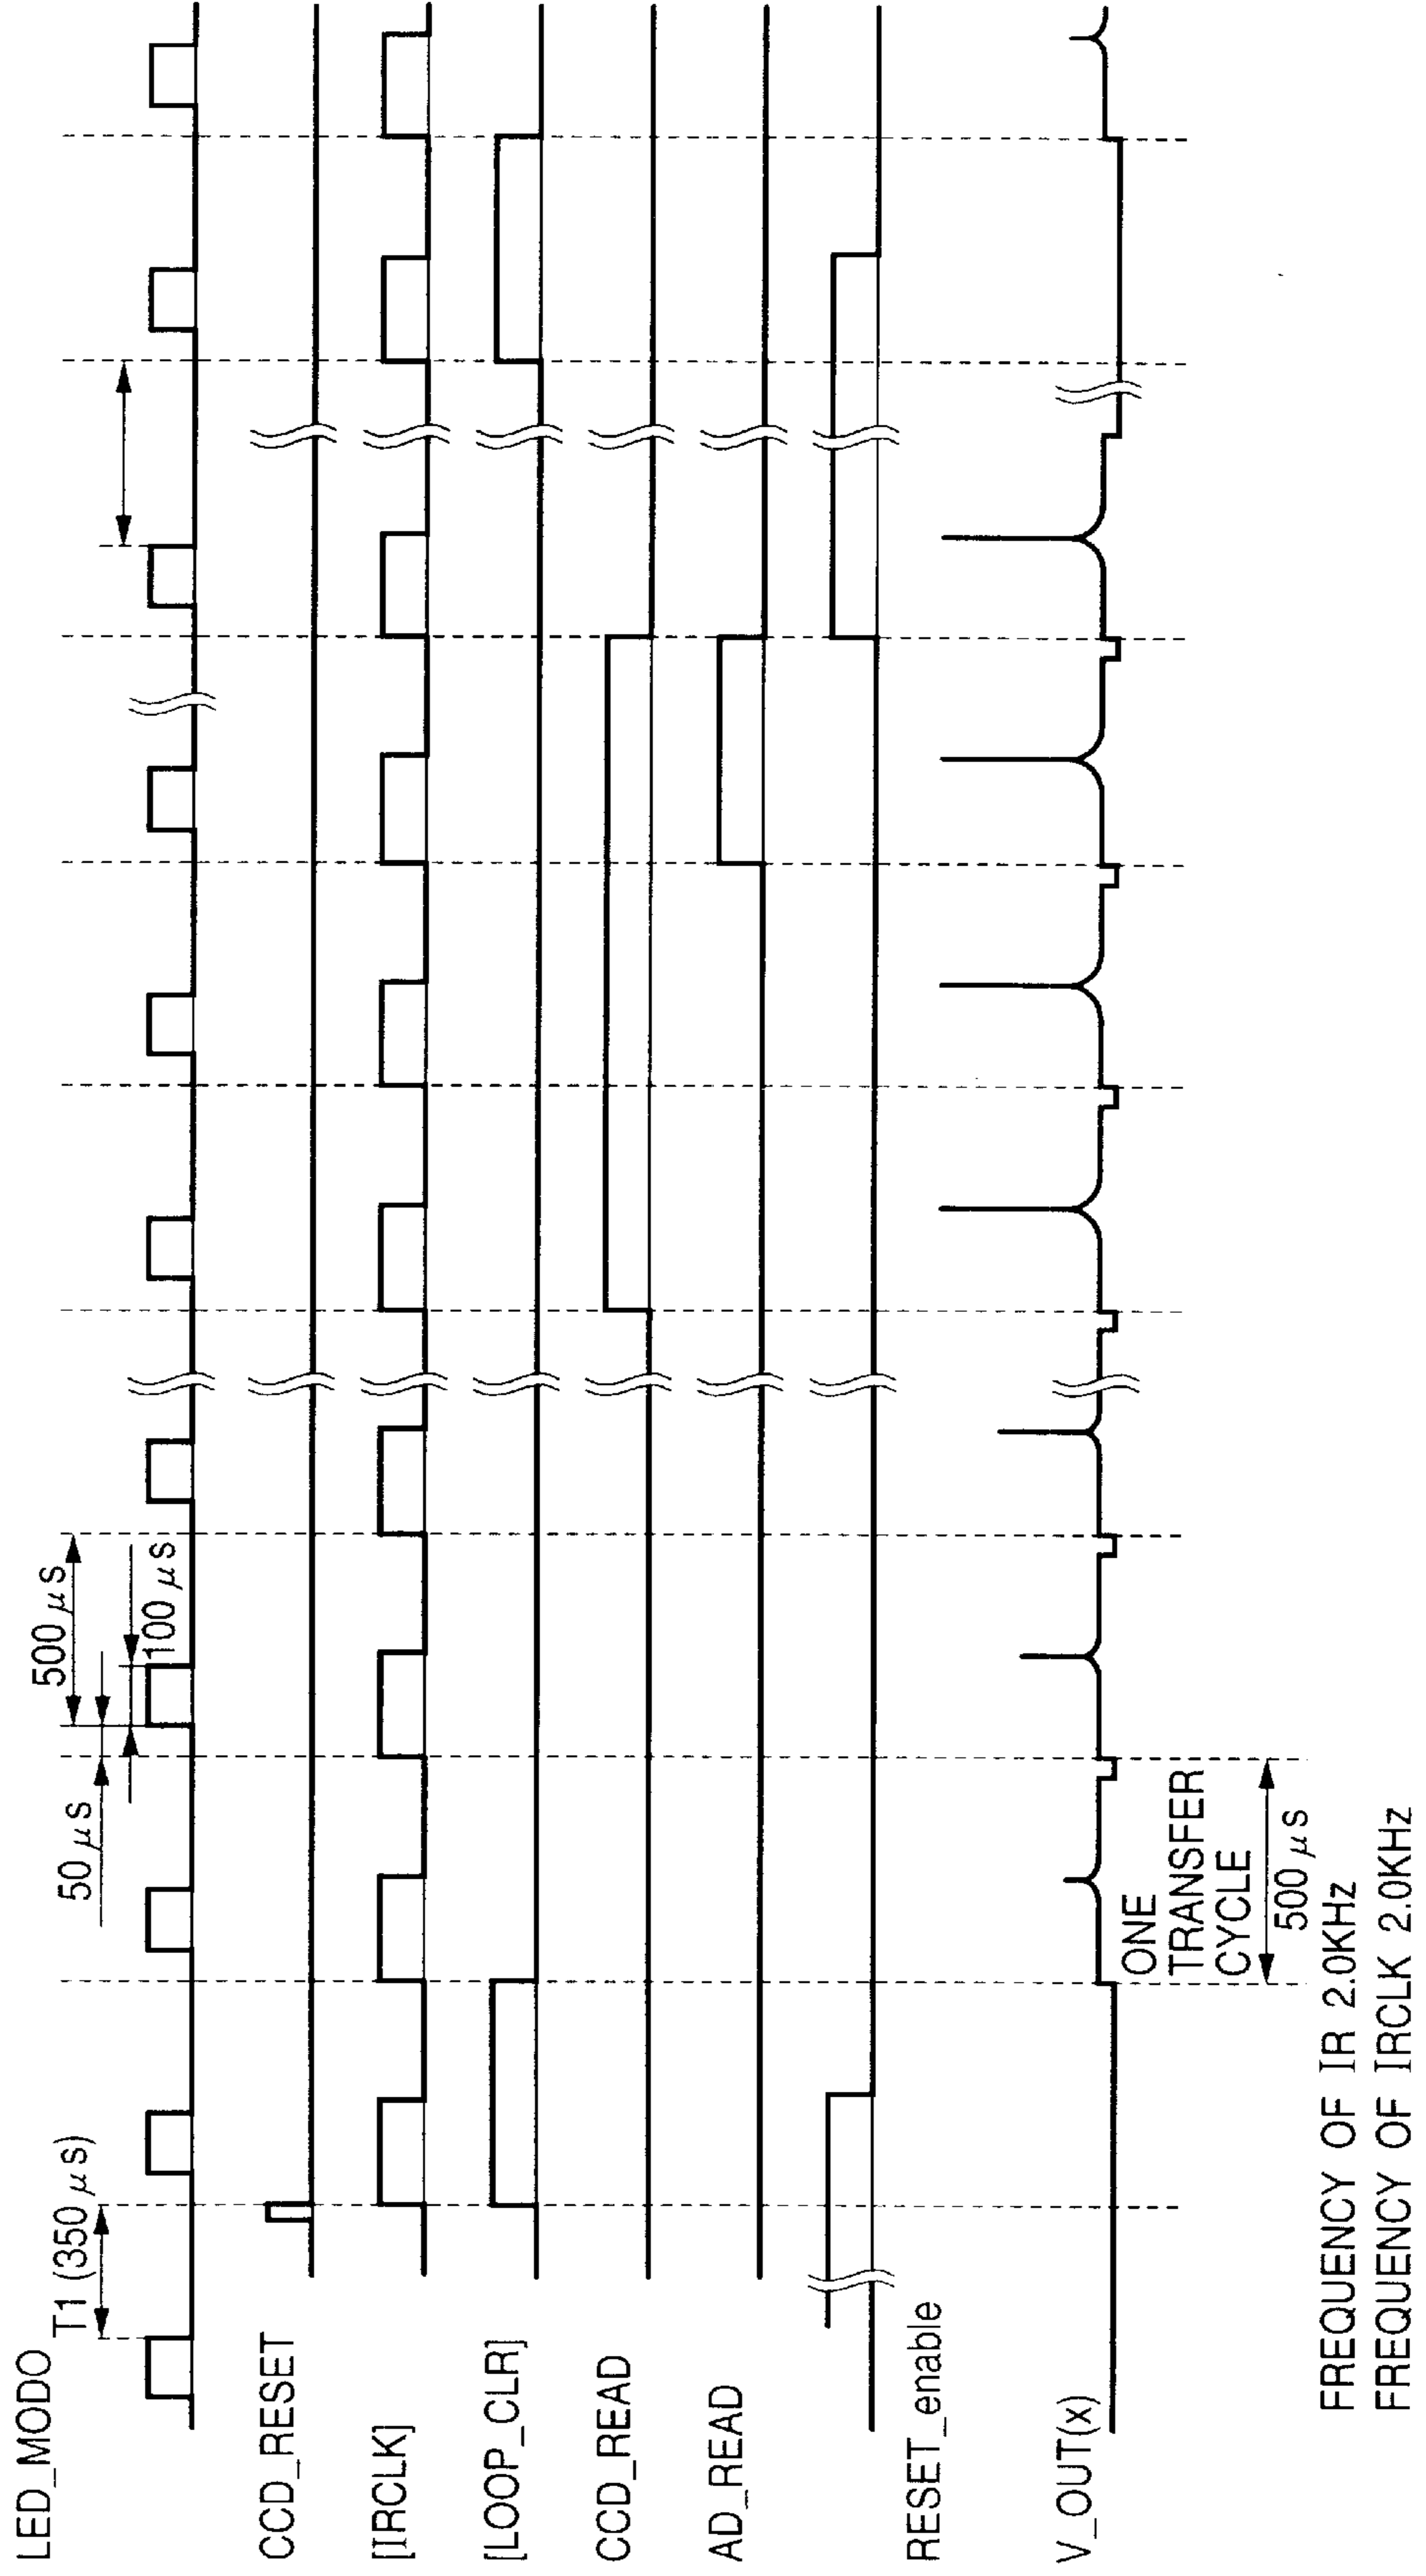 LED_MODO
T1 (350 μs)
50 μs
500 μs
100 μs
CCD_RESET
[IRCLK]
[LOOP_CLR]
CCD_READ
AD_READ
RESET_enable
V_OUT(x)
ONE
TRANSFER
CYCLE
500 μs
FREQUENCY OF IR 2.0KHz
FREQUENCY OF IRCLK 2.0KHz